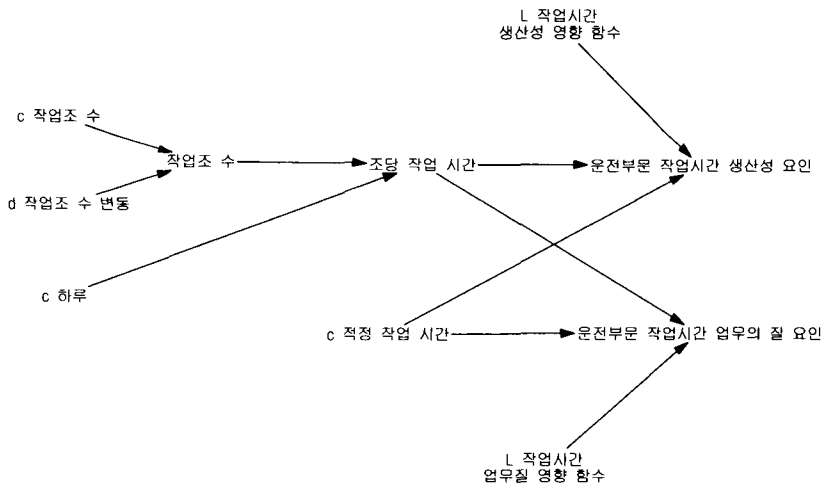 L 작업시간
생산성 영향 함수
c 작업조 수
작업조 수
조당 작업 시간
운전부문 작업시간 생산성 요인
d 작업조 수 변동
c 하루
c 적정 작업 시간
운전부문 작업시간 업무의 질 요인
L 작업시간
업무질 영향 함수